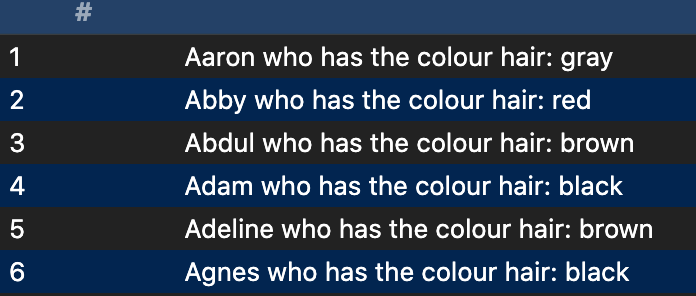 #
1 Aaron who has the colour hair: gray
2 Abby who has the colour hair: red
3 Abdul who has the colour hair: brown
4 Adam who has the colour hair: black
5 Adeline who has the colour hair: brown
6 Agnes who has the colour hair: black